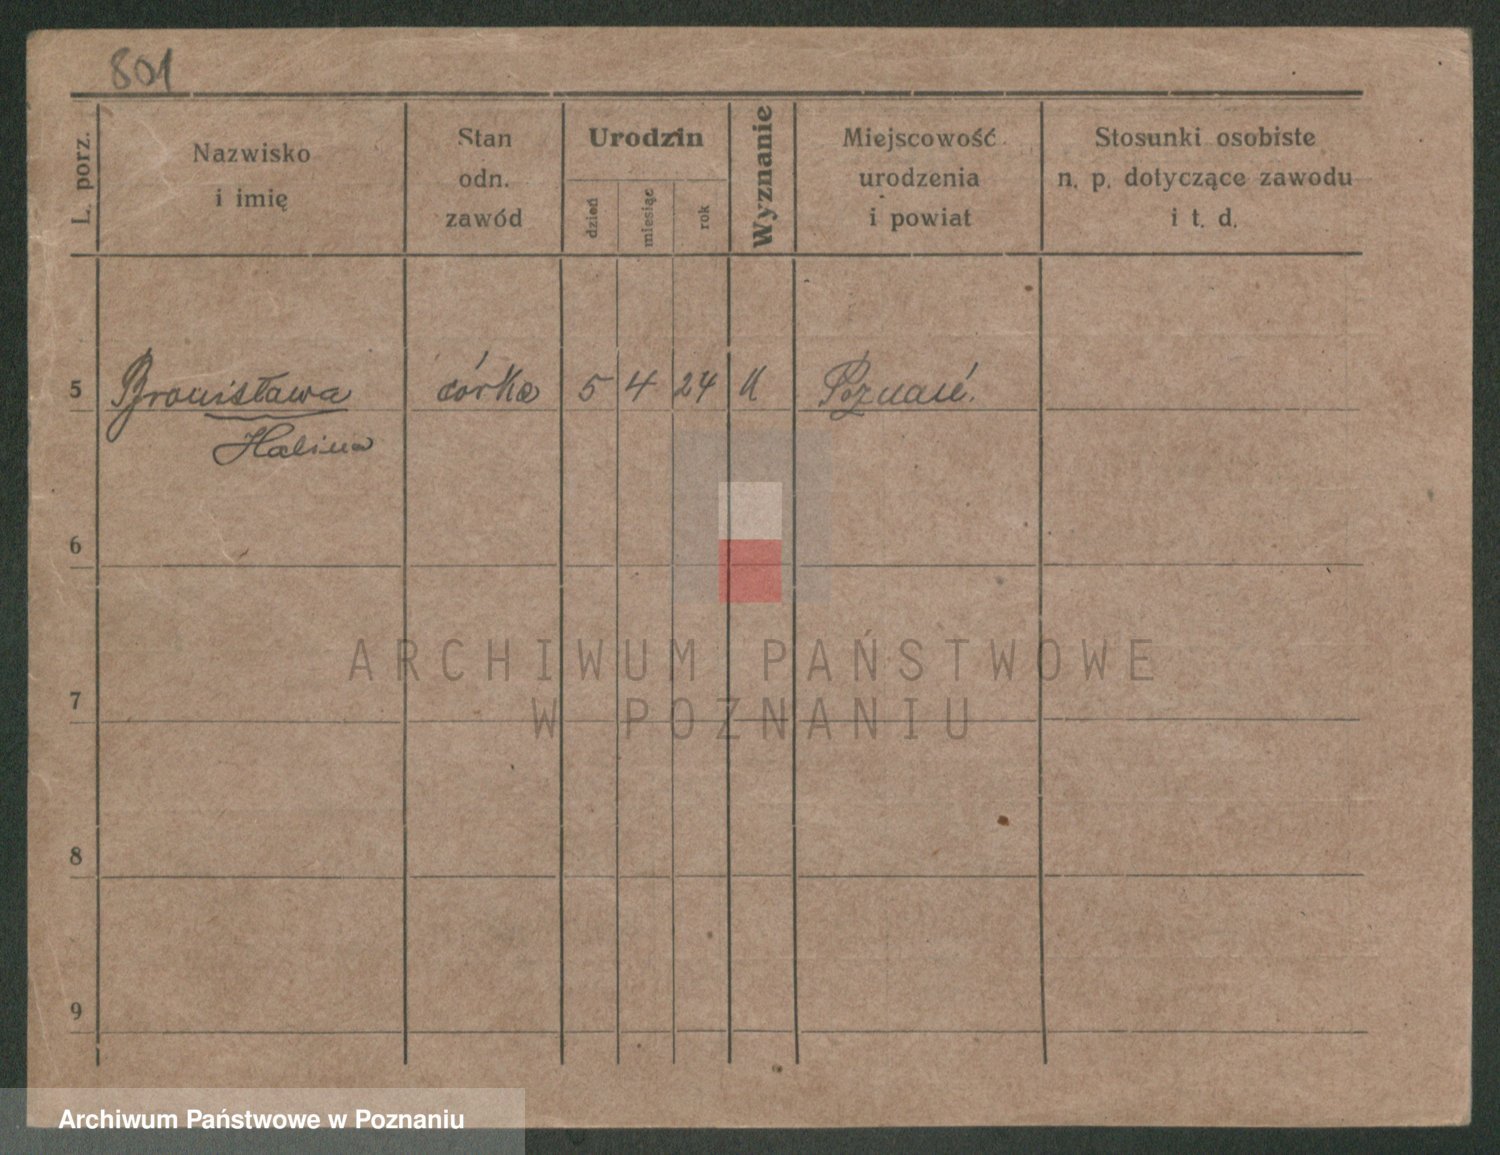 801
L. porz.
Nazwisko
i imię
Stan
odn.
zawód
Urodzin
dzień
miesiąc
rok
Wyznanie
Miejscowość
urodzenia
i powiat
Stosunki osobiste
n. p. dotyczące zawodu
i t. d.
5 Bronisława córka 5 4 24 K Poznań.
Halina
6
7
8
9
ARCHIWUM PAŃSTWOWE
W POZNANIU
Archiwum Państwowe w Poznaniu